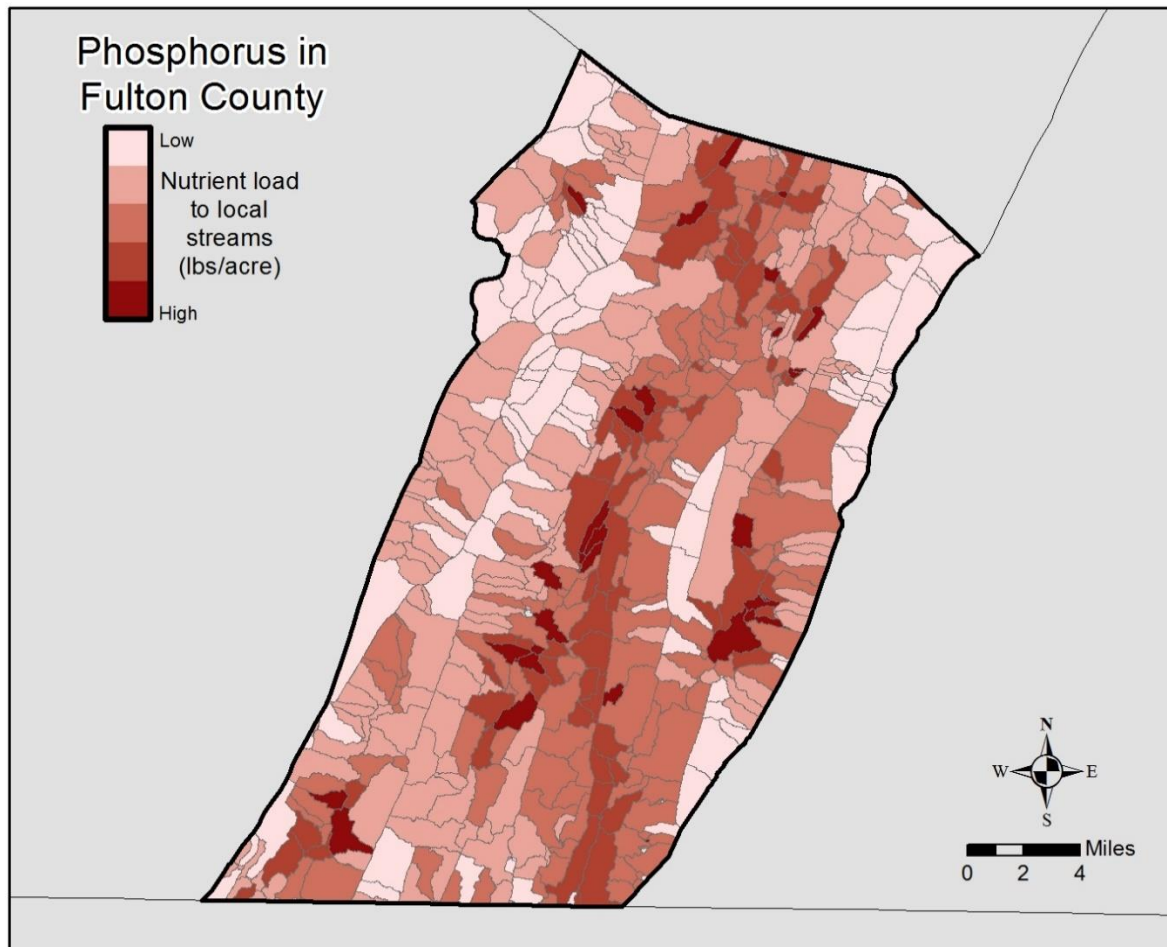 Phosphorus in
Fulton County
Low
Nutrient load
to local
streams
(lbs/acre)
High
N
W E
S
Miles
0 2 4